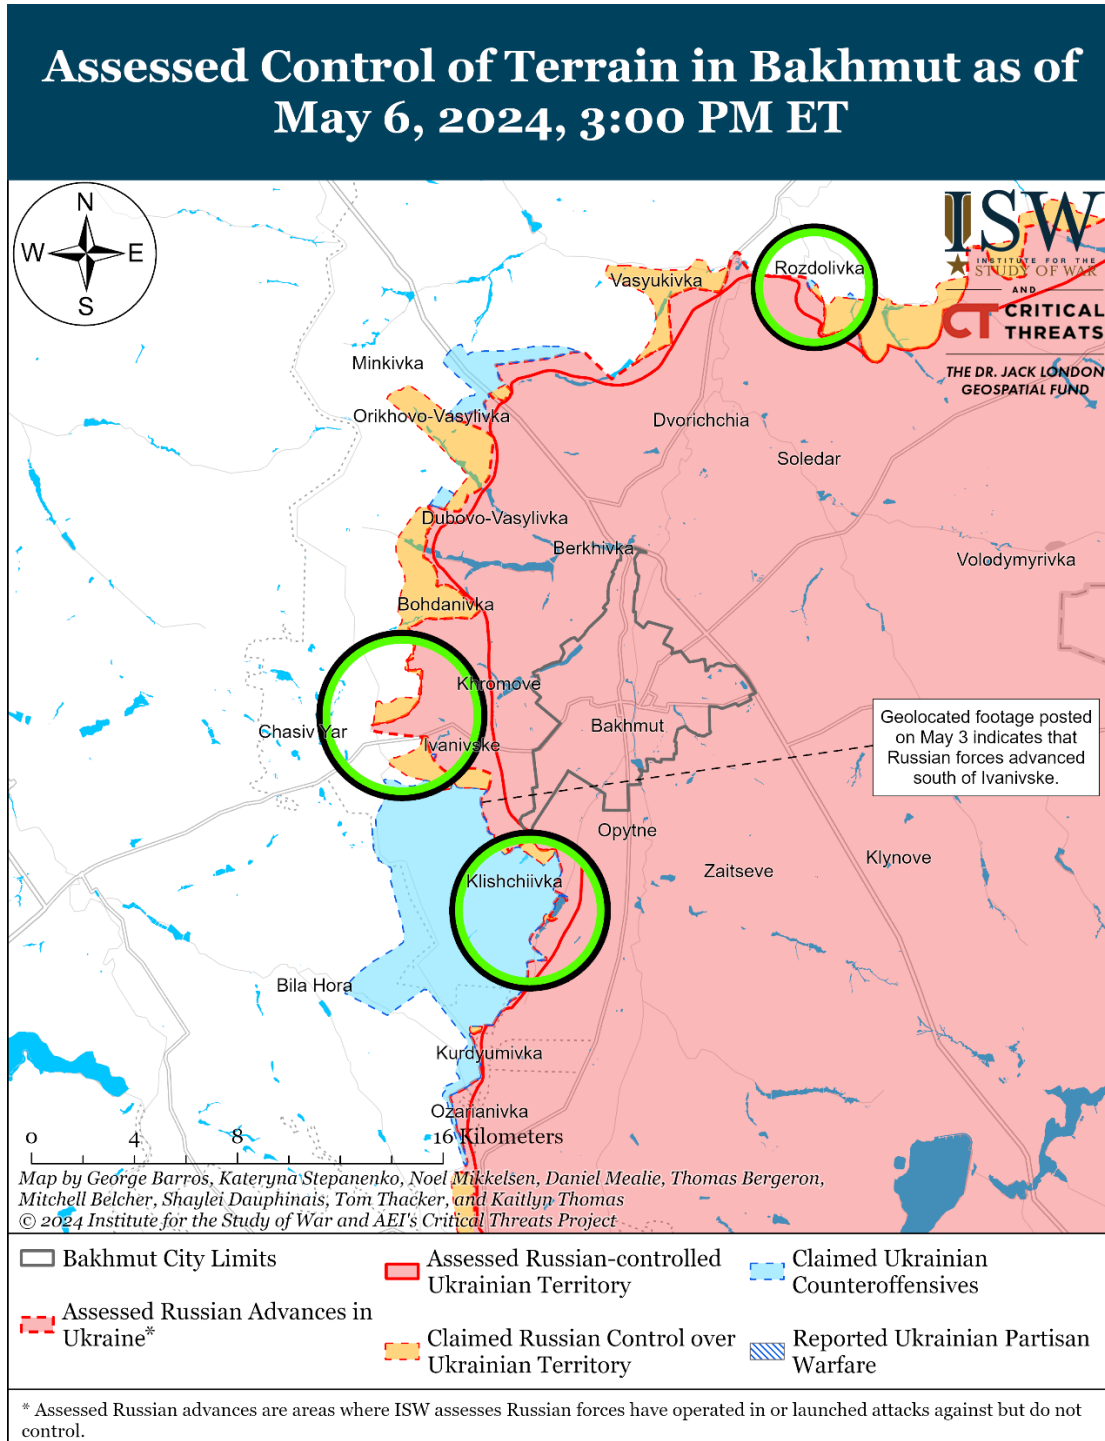 Assessed Control of Terrain in Bakhmut as of
May 6, 2024, 3:00 PM ET
N
W
E
S
ISW
INSTITUTE FOR THE
STUDY OF WAR
AND
CT CRITICAL
THREATS
THE DR. JACK LONDON
GEOSPATIAL FUND
Rozdolivka
Vasyukivka
Minkivka
Orikhovo-Vasylivka
Dvorichchia
Soledar
Dubovo-Vasylivka
Berkhivka
Volodymyrivka
Bohdanivka
Khromove
Chasiv Yar
Ivanivske
Bakhmut
Geolocated footage posted
on May 3 indicates that
Russian forces advanced
south of Ivanivske.
Opytne
Klishchiivka
Zaitseve
Klynove
Bila Hora
Kurdyumivka
Ozarianivka
0 4 8 16 Kilometers
Map by George Barros, Kateryna Stepanenko, Noel Mikkelsen, Daniel Mealie, Thomas Bergeron,
Mitchell Belcher, Shaylei Dauphinais, Tom Thacker, and Kaitlyn Thomas
© 2024 Institute for the Study of War and AEI's Critical Threats Project
Bakhmut City Limits
Assessed Russian Advances in
Ukraine*
Assessed Russian-controlled
Ukrainian Territory
Claimed Russian Control over
Ukrainian Territory
Claimed Ukrainian
Counteroffensives
Reported Ukrainian Partisan
Warfare
* Assessed Russian advances are areas where ISW assesses Russian forces have operated in or launched attacks against but do not
control.